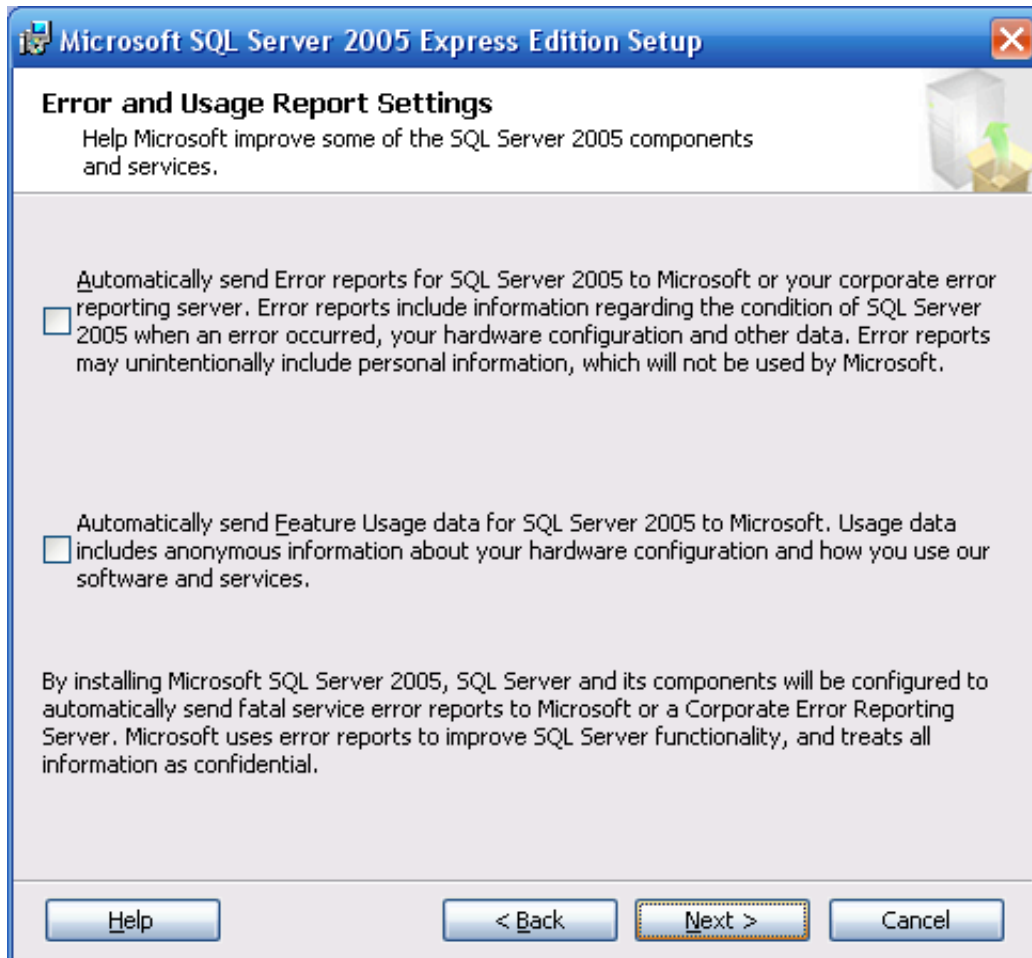 Microsoft SQL Server 2005 Express Edition Setup
Error and Usage Report Settings
Help Microsoft improve some of the SQL Server 2005 components
and services.
Automatically send Error reports for SQL Server 2005 to Microsoft or your corporate error
reporting server. Error reports include information regarding the condition of SQL Server
2005 when an error occurred, your hardware configuration and other data. Error reports
may unintentionally include personal information, which will not be used by Microsoft.
Automatically send Feature Usage data for SQL Server 2005 to Microsoft. Usage data
includes anonymous information about your hardware configuration and how you use our
software and services.
By installing Microsoft SQL Server 2005, SQL Server and its components will be configured to
automatically send fatal service error reports to Microsoft or a Corporate Error Reporting
Server. Microsoft uses error reports to improve SQL Server functionality, and treats all
information as confidential.
Help
< Back
Next >
Cancel